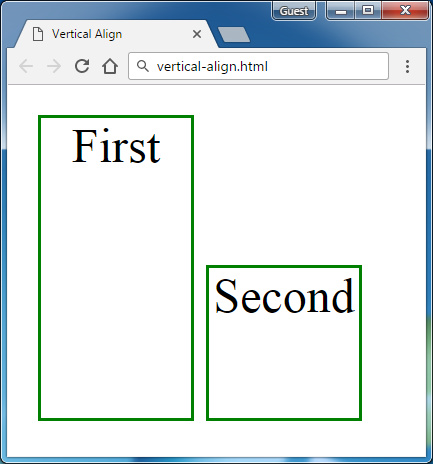 Guest
Vertical Align
vertical-align.html
First
Second